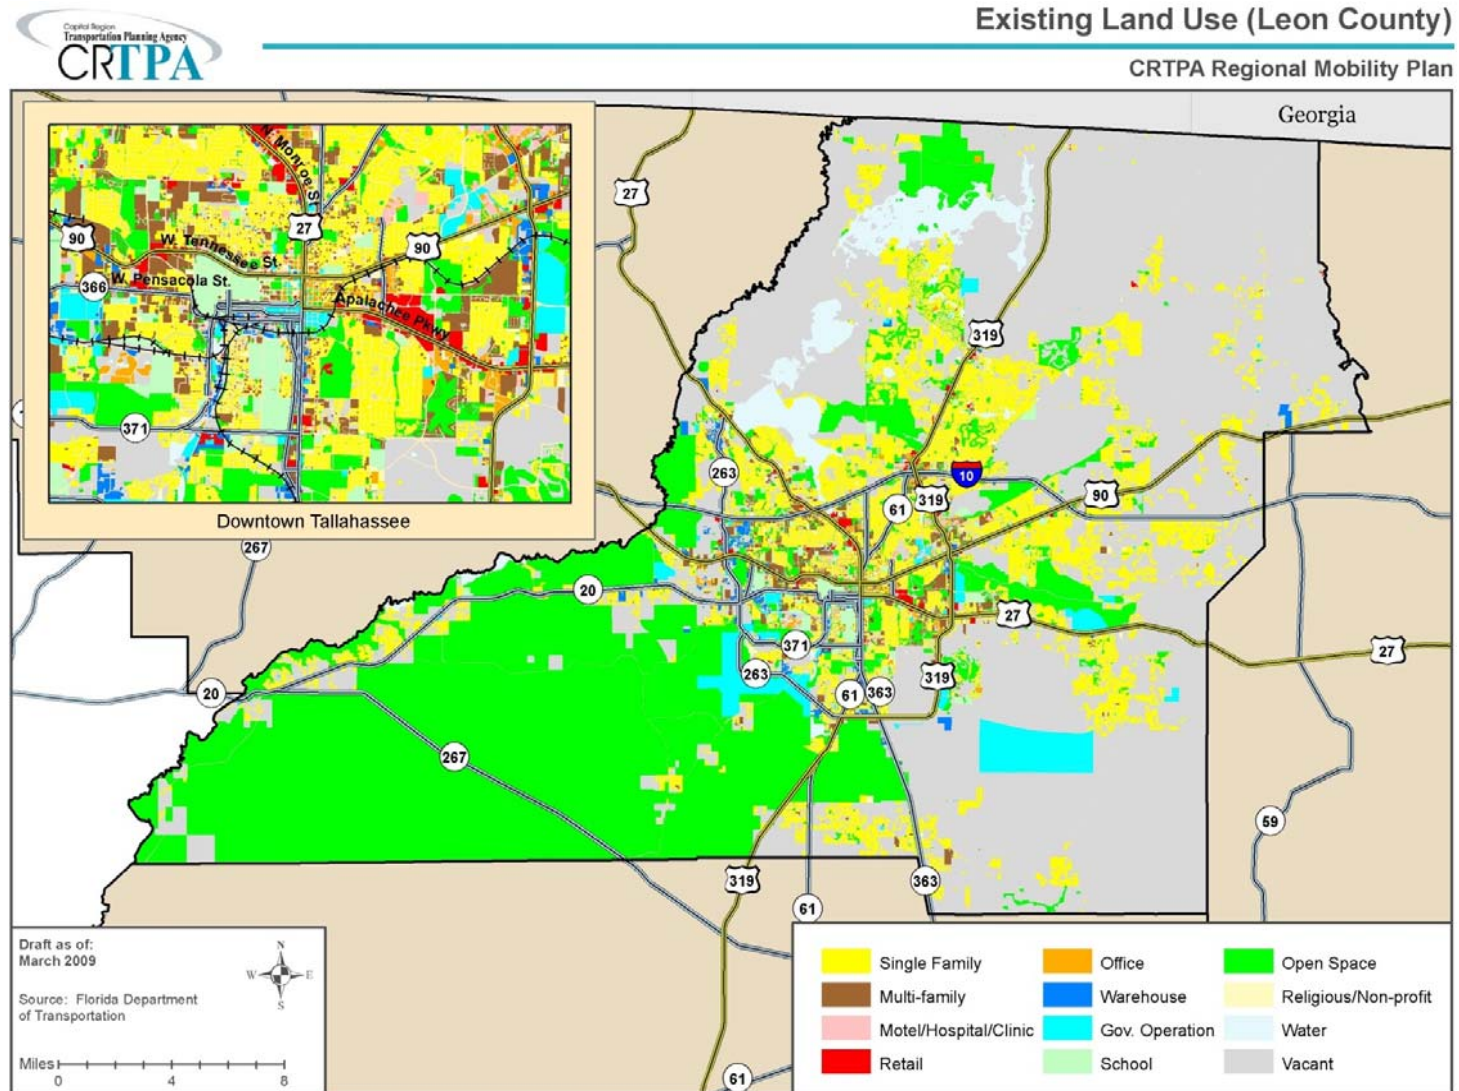 Capital Region
Transportation Planning Agency
CRTPA
Existing Land Use (Leon County)
CRTPA Regional Mobility Plan
Georgia
N. Monroe S
27
90
90
W. Tennessee St.
W. Pensacola St.
366
Apalachee Pkwy
371
Downtown Tallahassee
27
319
263
10
61
319
90
267
20
27
371
27
263
61
363
319
20
267
59
319
363
61
61
Draft as of:
March 2009
Source: Florida Department
of Transportation
N
W
E
S
Miles
0
4
8
Single Family
Multi-family
Motel/Hospital/Clinic
Retail
Office
Warehouse
Gov. Operation
School
Open Space
Religious/Non-profit
Water
Vacant